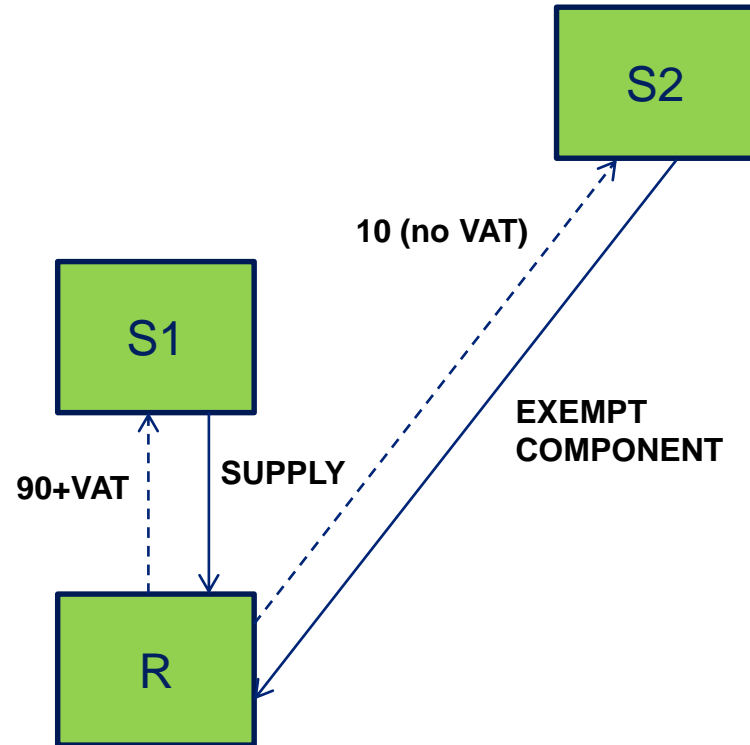 S2
10 (no VAT)
S1
EXEMPT
COMPONENT
SUPPLY
90+VAT
R